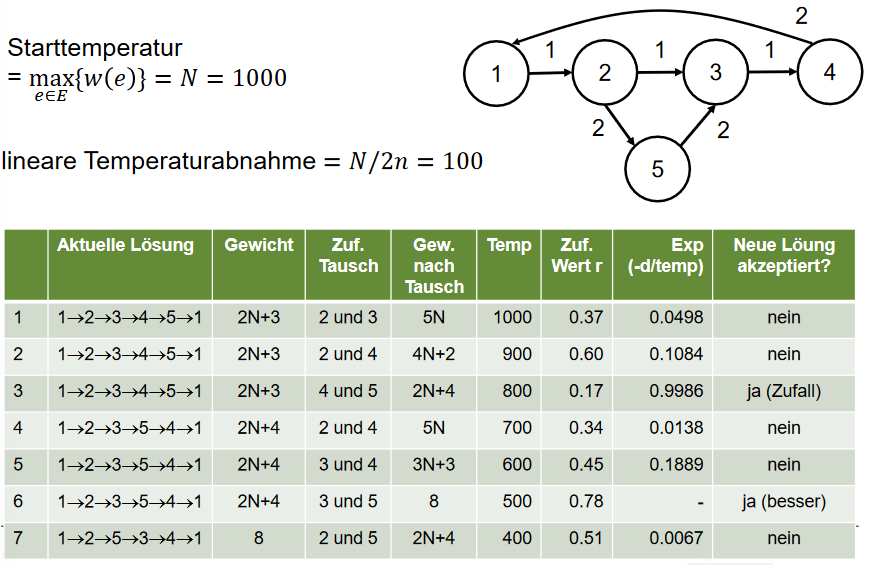 Starttemperatur
= max{w(e)} = N = 1000
e∈E
lineare Temperaturabnahme = N/2n = 100
2
1
1
1
1
2
3
4
2
2
5
Aktuelle Lösung Gewicht Zuf. Tausch Gew. nach Tausch Temp Zuf. Wert r Exp (-d/temp) Neue Löung akzeptiert?
1 1→2→3→4→5→1 2N+3 2 und 3 5N 1000 0.37 0.0498 nein
2 1→2→3→4→5→1 2N+3 2 und 4 4N+2 900 0.60 0.1084 nein
3 1→2→3→4→5→1 2N+3 4 und 5 2N+4 800 0.17 0.9986 ja (Zufall)
4 1→2→3→5→4→1 2N+4 2 und 4 5N 700 0.34 0.0138 nein
5 1→2→3→5→4→1 2N+4 3 und 4 3N+3 600 0.45 0.1889 nein
6 1→2→3→5→4→1 2N+4 3 und 5 8 500 0.78 - ja (besser)
7 1→2→5→3→4→1 8 2 und 5 2N+4 400 0.51 0.0067 nein